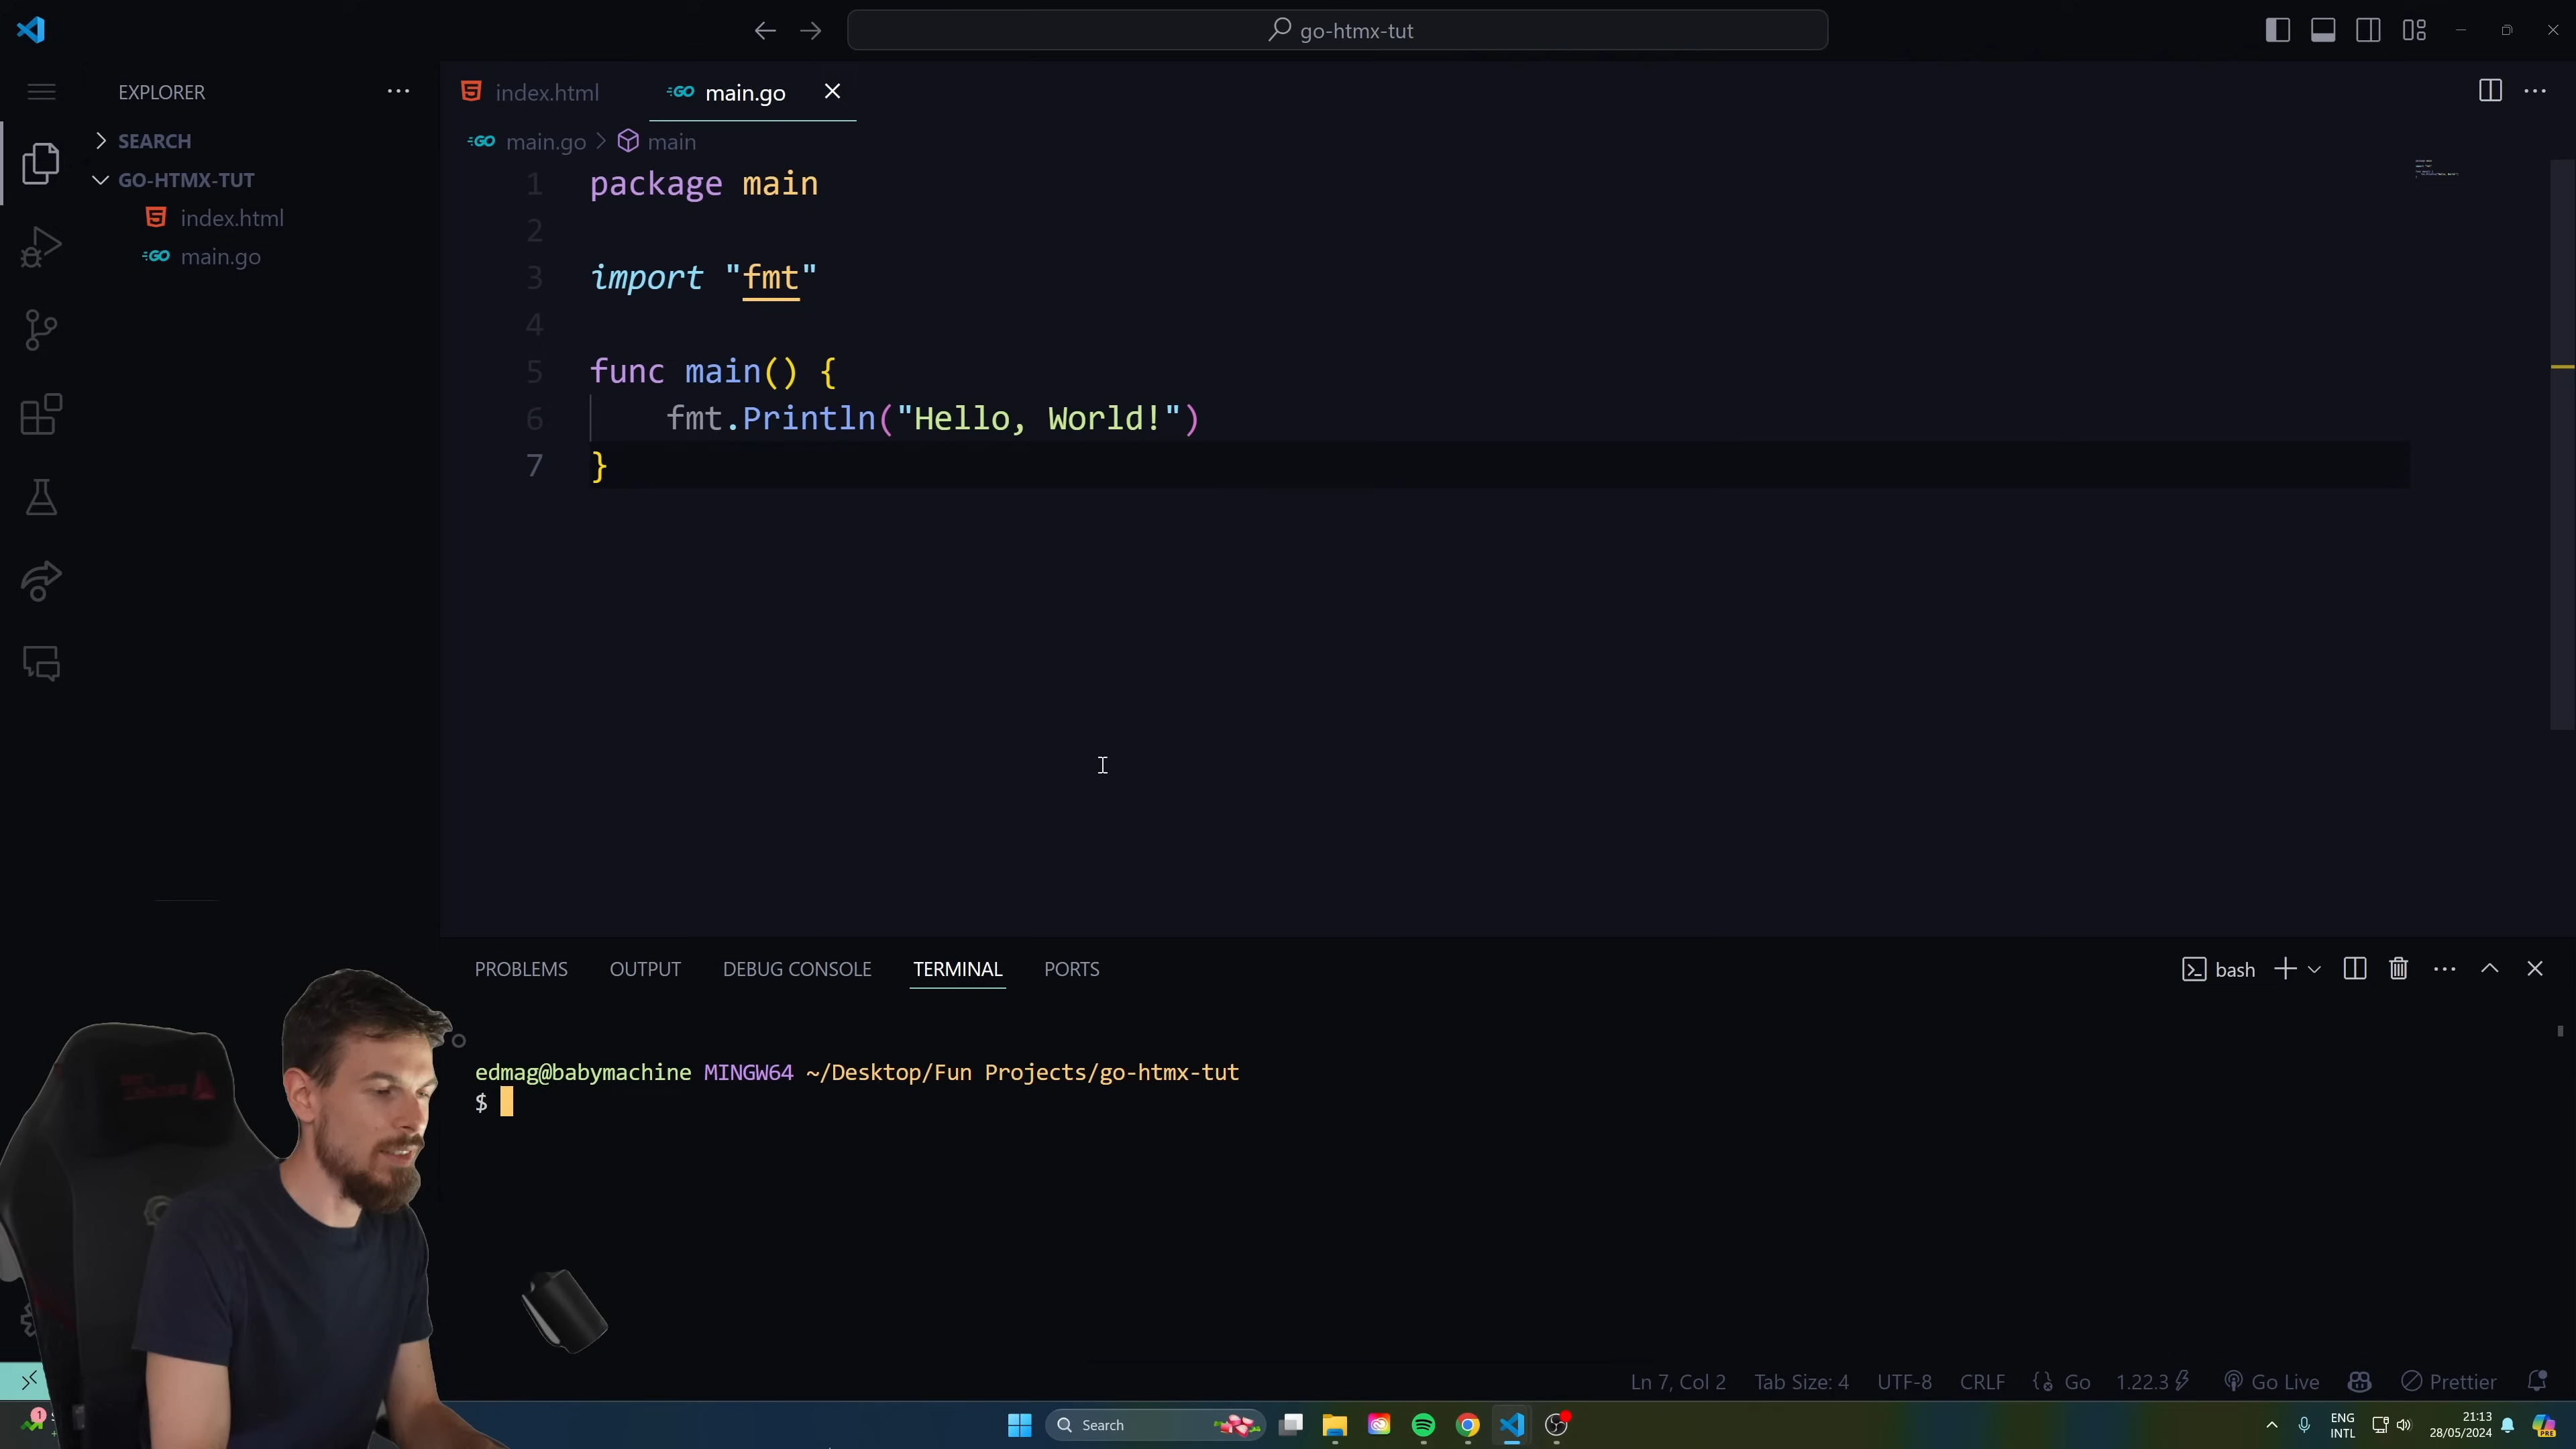 go-htmx-tut
EXPLORER
SEARCH
GO-HTMX-TUT
index.html
main.go
index.html
main.go
main.go
main
1 package main
2
3 import "fmt"
4
5 func main() {
6 fmt.Println("Hello, World!")
7 }
PROBLEMS
OUTPUT
DEBUG CONSOLE
TERMINAL
PORTS
bash
edmag@babymachine MINGW64 ~/Desktop/Fun Projects/go-htmx-tut
$
Ln 7, Col 2
Tab Size: 4
UTF-8
CRLF
Go
1.22.3
Go Live
Prettier
1
Search
ENG
INTL
21:13
28/05/2024
PRE